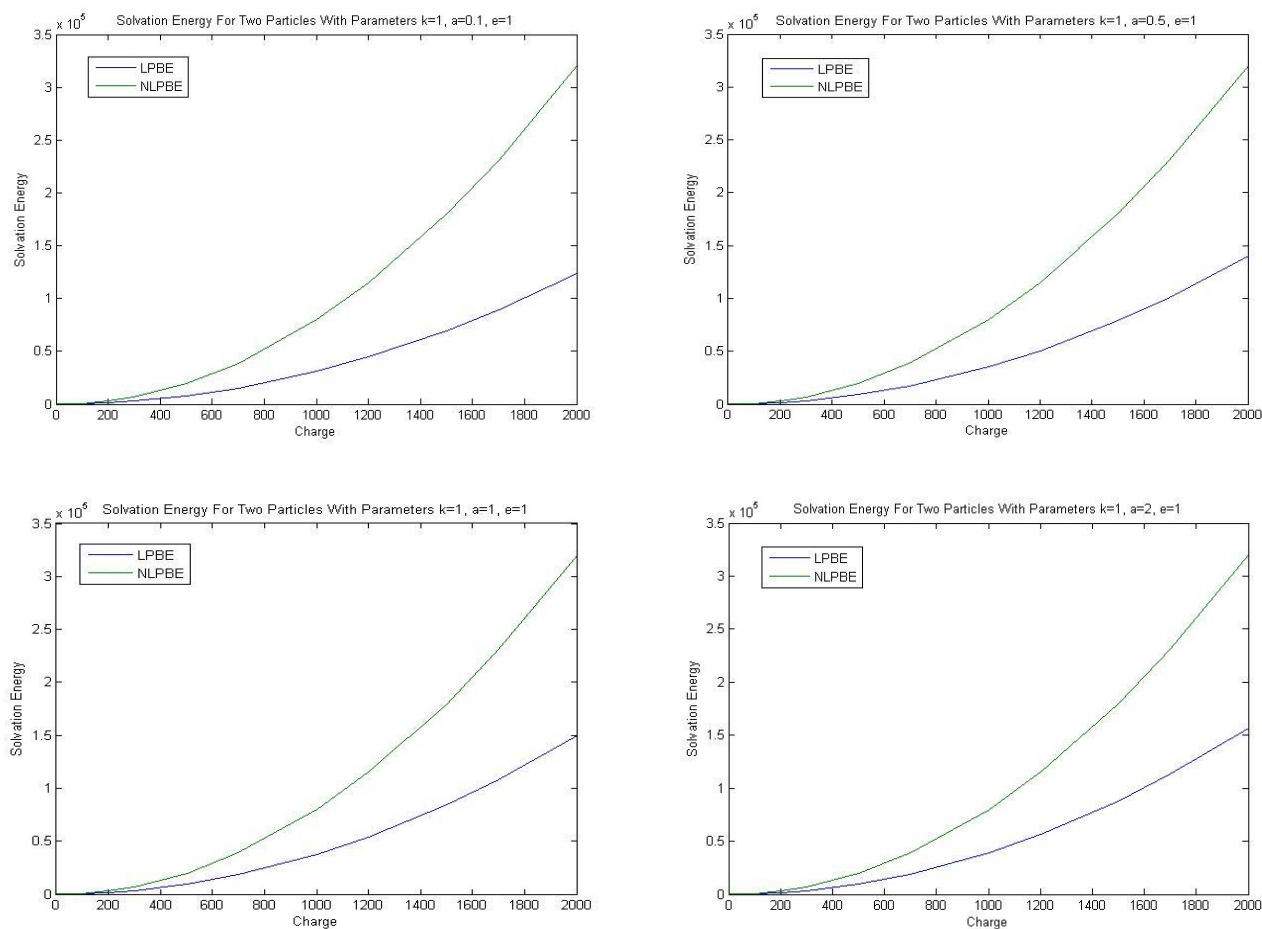 Solvation Energy For Two Particles With Parameters k=1, a=0.1, e=1
x 10^5
3.5
3
2.5
2
1.5
1
0.5
0
Solvation Energy
LPBE
NLPBE
0 200 400 600 800 1000 1200 1400 1600 1800 2000
Charge
Solvation Energy For Two Particles With Parameters k=1, a=0.5, e=1
x 10^5
3.5
3
2.5
2
1.5
1
0.5
0
Solvation Energy
LPBE
NLPBE
0 200 400 600 800 1000 1200 1400 1600 1800 2000
Charge
Solvation Energy For Two Particles With Parameters k=1, a=1, e=1
x 10^5
3.5
3
2.5
2
1.5
1
0.5
0
Solvation Energy
LPBE
NLPBE
0 200 400 600 800 1000 1200 1400 1600 1800 2000
Charge
Solvation Energy For Two Particles With Parameters k=1, a=2, e=1
x 10^5
3.5
3
2.5
2
1.5
1
0.5
0
Solvation Energy
LPBE
NLPBE
0 200 400 600 800 1000 1200 1400 1600 1800 2000
Charge